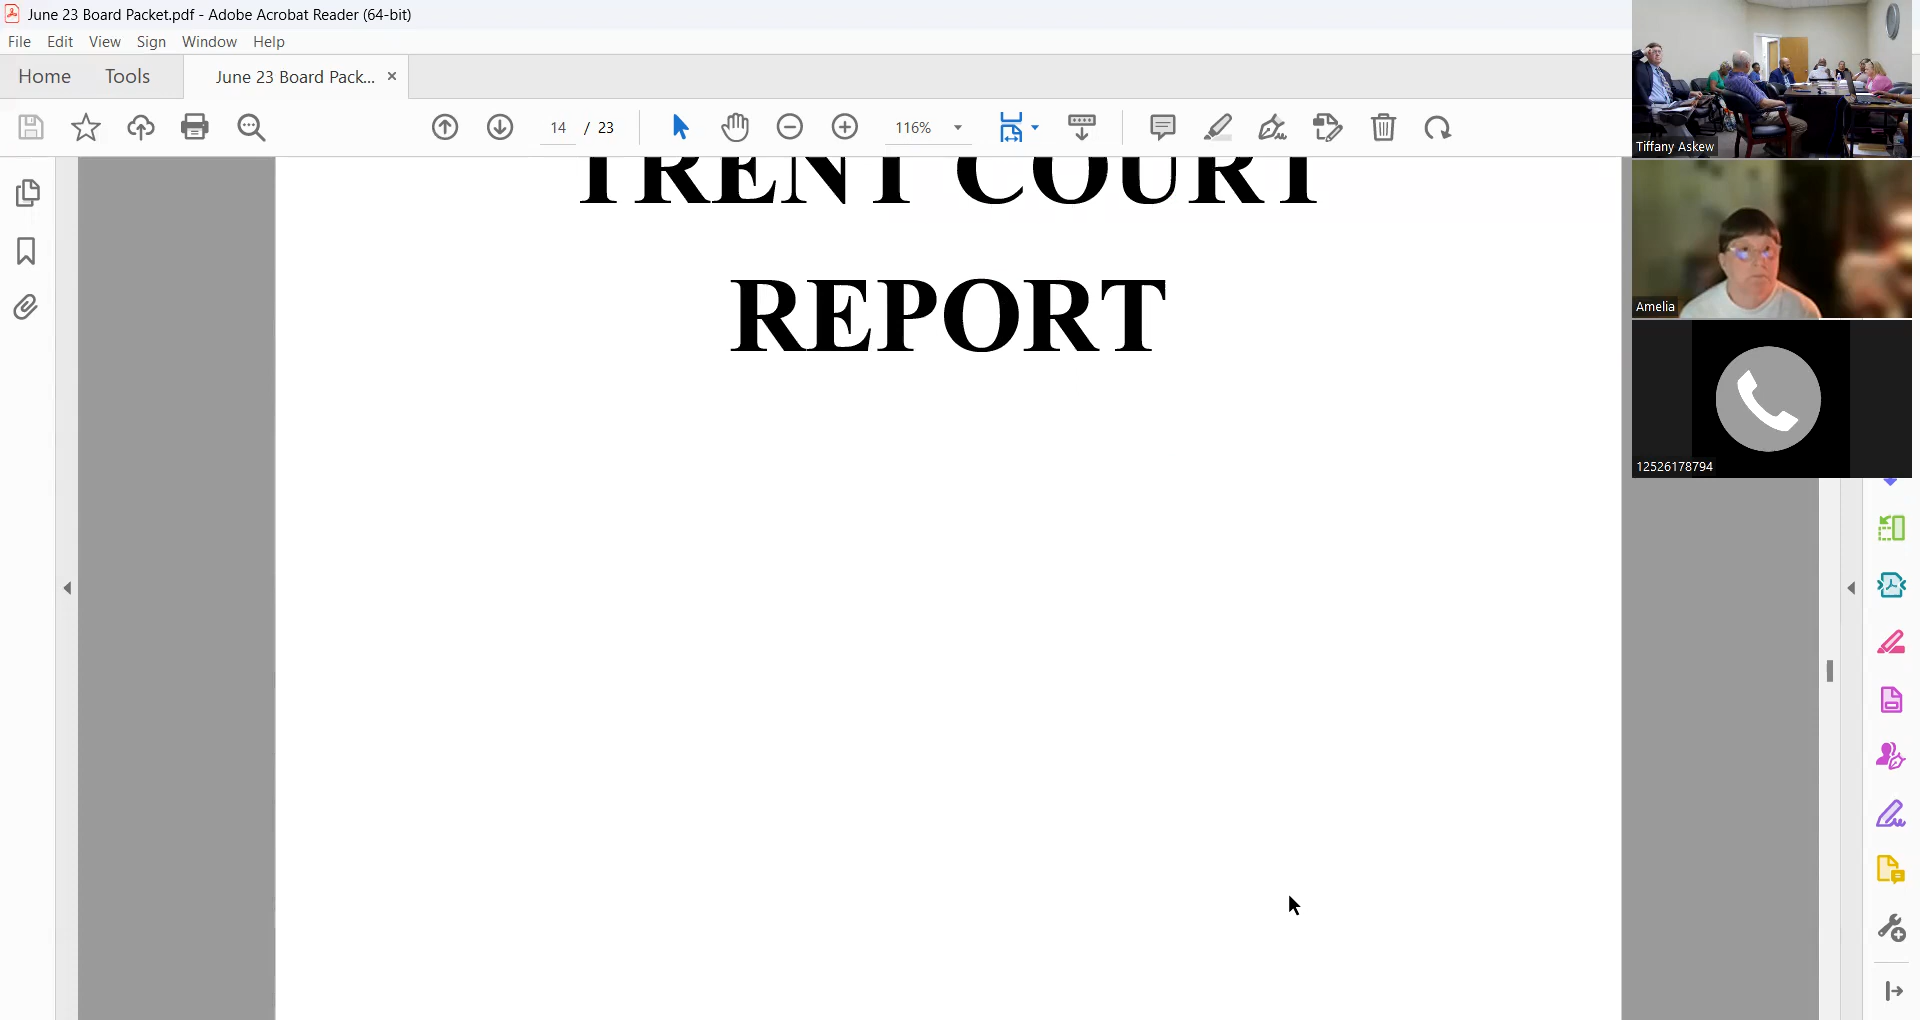 June 23 Board Packet.pdf - Adobe Acrobat Reader (64-bit)
File Edit View Sign Window Help
Home Tools June 23 Board Pack... ×
14 / 23 116%
TRENT COURT
REPORT
Tiffany Askew
Amelia
12526178794